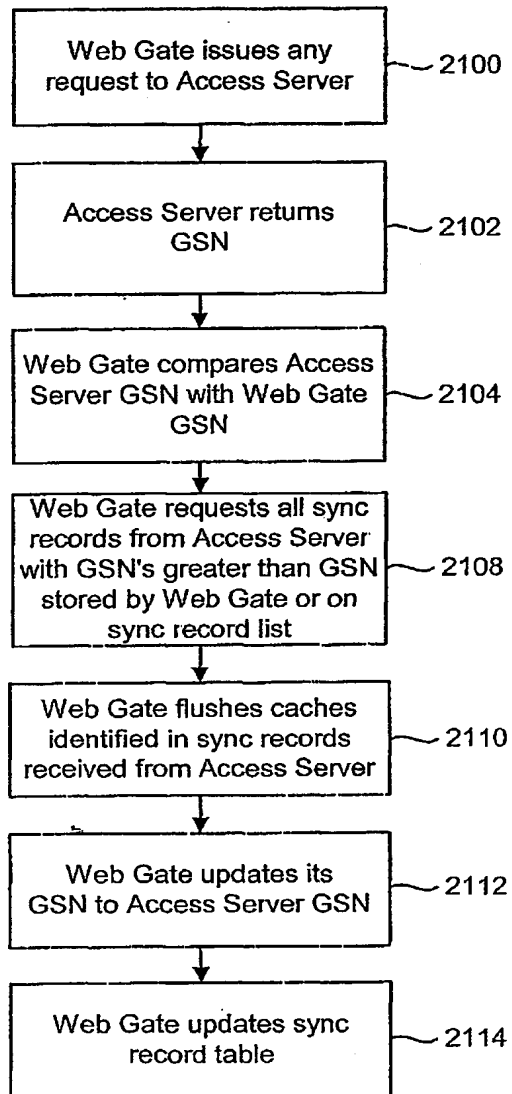 Web Gate issues any
request to Access Server
2100
Access Server returns
GSN
2102
Web Gate compares Access
Server GSN with Web Gate
GSN
2104
Web Gate requests all sync
records from Access Server
with GSN's greater than GSN
stored by Web Gate or on
sync record list
2108
Web Gate flushes caches
identified in sync records
received from Access Server
2110
Web Gate updates its
GSN to Access Server GSN
2112
Web Gate updates sync
record table
2114